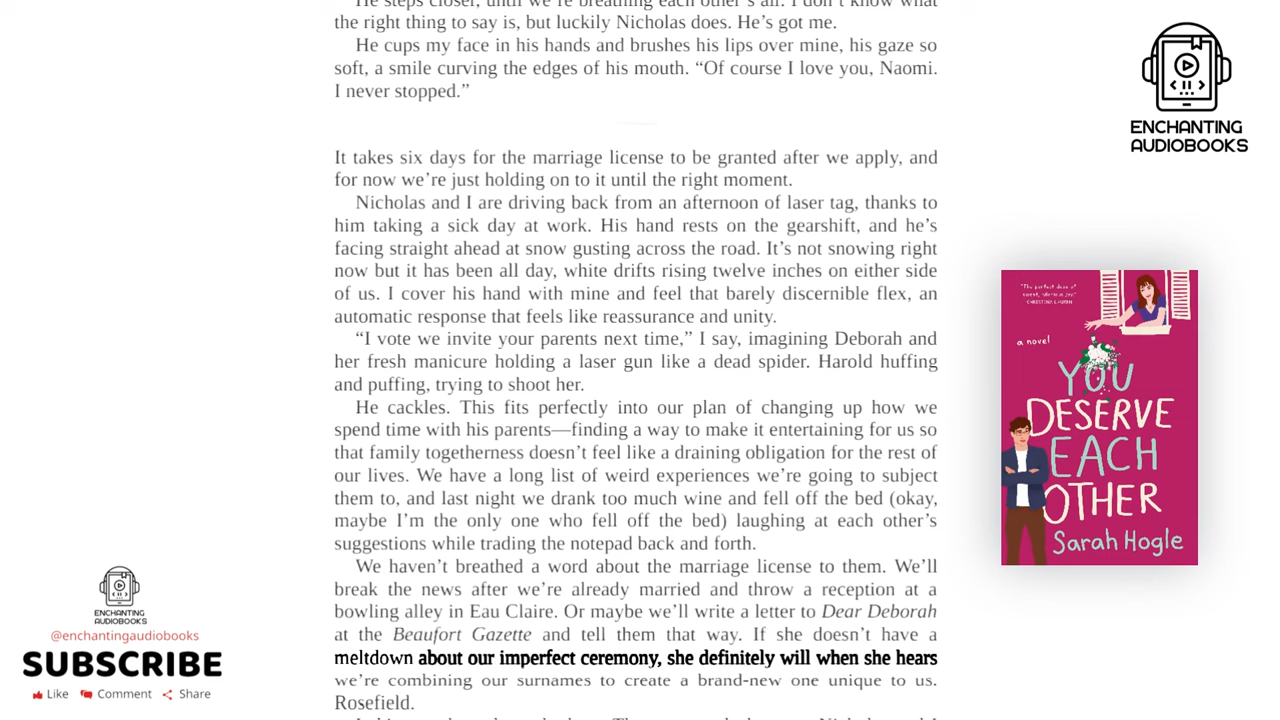 He steps closer, until we're breathing each other's air. I don't know what
the right thing to say is, but luckily Nicholas does. He's got me.
He cups my face in his hands and brushes his lips over mine, his gaze so
soft, a smile curving the edges of his mouth. “Of course I love you, Naomi.
I never stopped.”
It takes six days for the marriage license to be granted after we apply, and
for now we’re just holding on to it until the right moment.
Nicholas and I are driving back from an afternoon of laser tag, thanks to
him taking a sick day at work. His hand rests on the gearshift, and he’s
facing straight ahead at snow gusting across the road. It’s not snowing right
now but it has been all day, white drifts rising twelve inches on either side
of us. I cover his hand with mine and feel that barely discernible flex, an
automatic response that feels like reassurance and unity.
“I vote we invite your parents next time,” I say, imagining Deborah and
her fresh manicure holding a laser gun like a dead spider. Harold huffing
and puffing, trying to shoot her.
He cackles. This fits perfectly into our plan of changing up how we
spend time with his parents—finding a way to make it entertaining for us so
that family togetherness doesn’t feel like a draining obligation for the rest of
our lives. We have a long list of weird experiences we’re going to subject
them to, and last night we drank too much wine and fell off the bed (okay,
maybe I’m the only one who fell off the bed) laughing at each other’s
suggestions while trading the notepad back and forth.
We haven’t breathed a word about the marriage license to them. We’ll
break the news after we’re already married and throw a reception at a
bowling alley in Eau Claire. Or maybe we’ll write a letter to Dear Deborah
at the Beaufort Gazette and tell them that way. If she doesn’t have a
meltdown about our imperfect ceremony, she definitely will when she hears
we’re combining our surnames to create a brand-new one unique to us.
Rosefield.
ENCHANTING
AUDIOBOOKS
a novel
YOU
DESERVE
EACH
OTHER
Sarah Hogle
ENCHANTING
AUDIOBOOKS
@enchantingaudiobooks
SUBSCRIBE
Like Comment Share